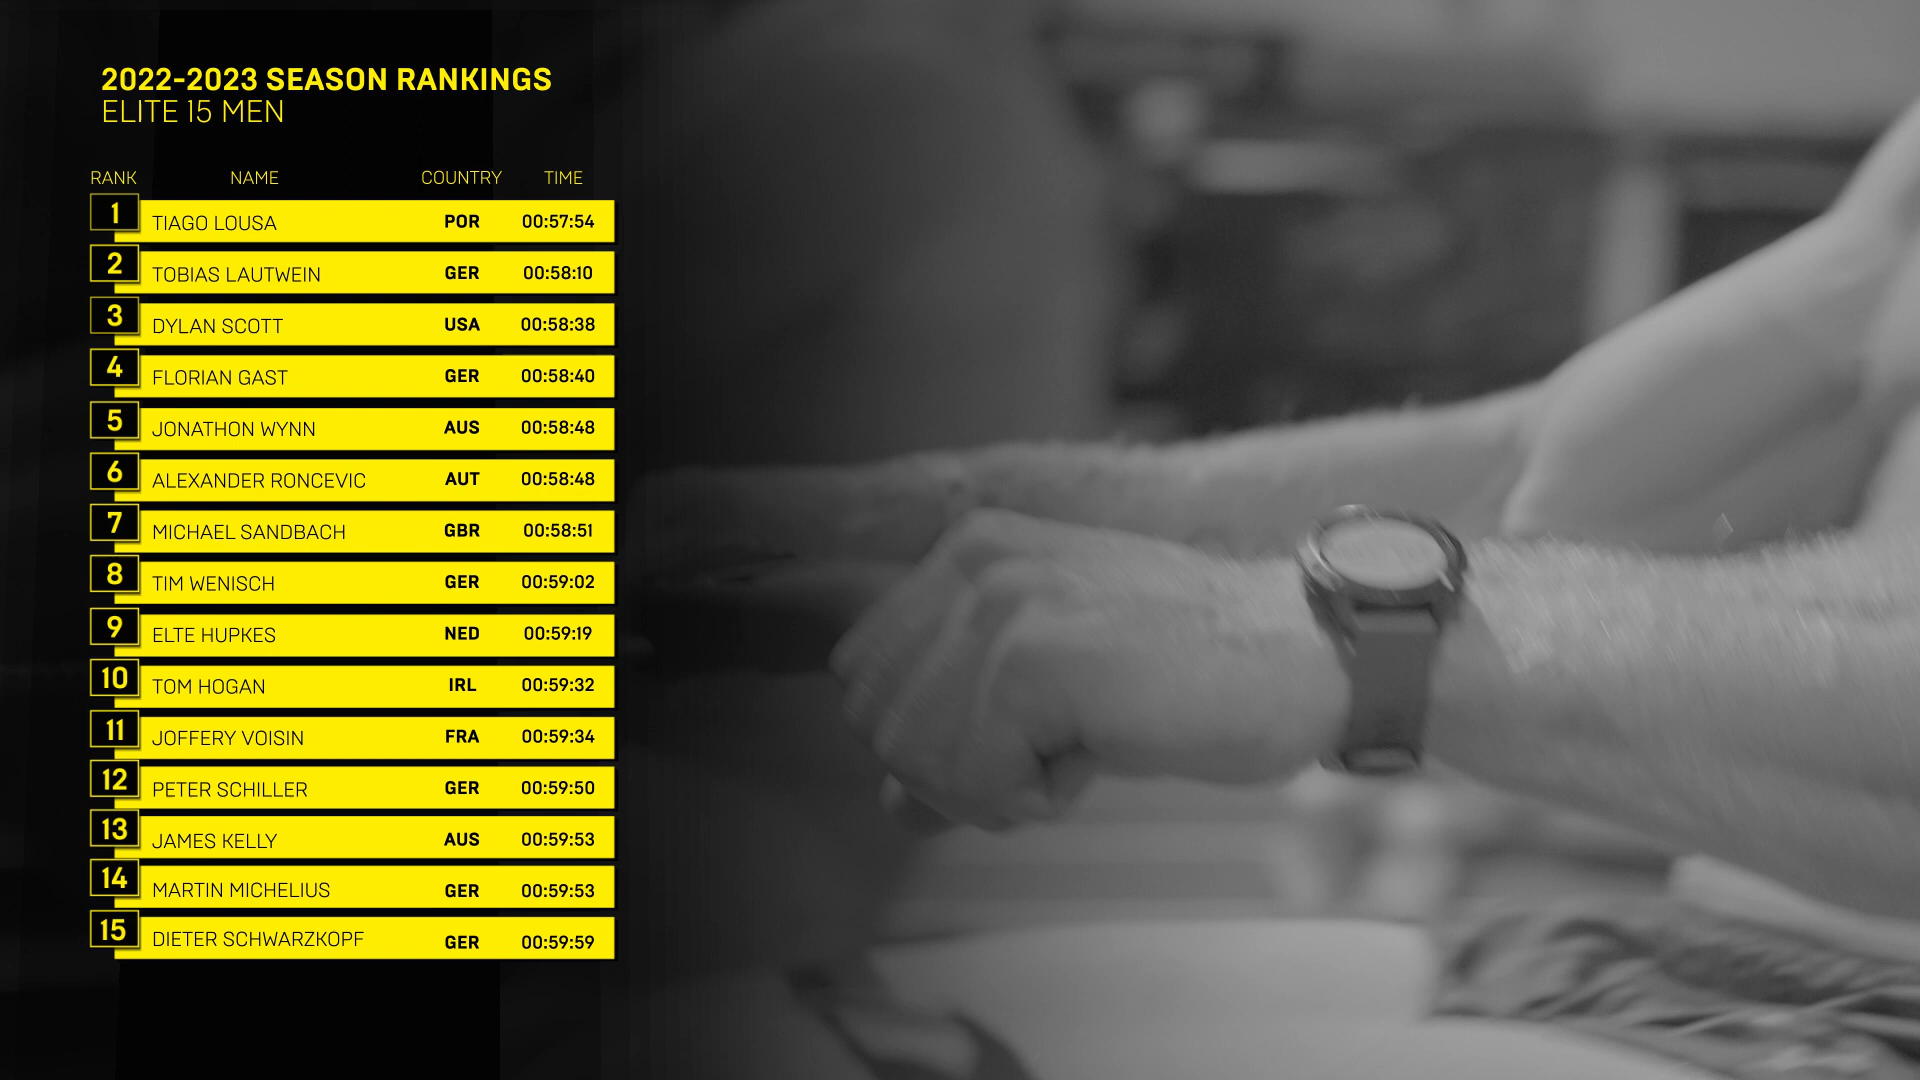 2022-2023 SEASON RANKINGS
ELITE 15 MEN
RANK NAME COUNTRY TIME
1 TIAGO LOUSA POR 00:57:54
2 TOBIAS LAUTWEIN GER 00:58:10
3 DYLAN SCOTT USA 00:58:38
4 FLORIAN GAST GER 00:58:40
5 JONATHON WYNN AUS 00:58:48
6 ALEXANDER RONCEVIC AUT 00:58:48
7 MICHAEL SANDBACH GBR 00:58:51
8 TIM WENISCH GER 00:59:02
9 ELTE HUPKES NED 00:59:19
10 TOM HOGAN IRL 00:59:32
11 JOFFERY VOISIN FRA 00:59:34
12 PETER SCHILLER GER 00:59:50
13 JAMES KELLY AUS 00:59:53
14 MARTIN MICHELIUS GER 00:59:53
15 DIETER SCHWARZKOPF GER 00:59:59